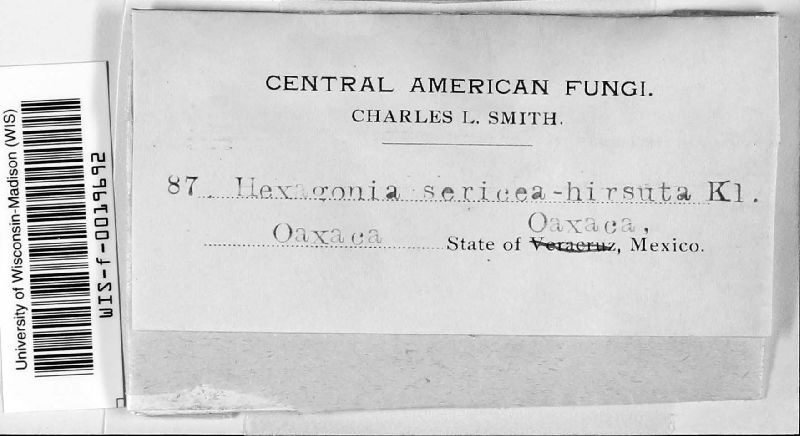 CENTRAL AMERICAN FUNGI.
CHARLES L. SMITH.
87. Hexagonia sericea-hirsuta Kl.
Oaxaca,
Oaxaca State of Veracruz, Mexico.
University of Wisconsin-Madison (WIS)
WIS-f-0019692